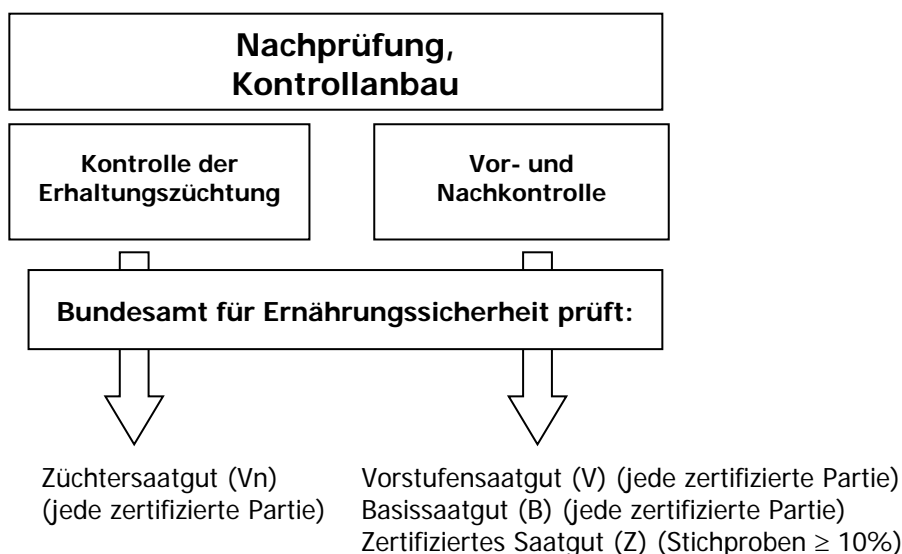 Nachprüfung,
Kontrollanbau
Kontrolle der
Erhaltungszüchtung
Vor- und
Nachkontrolle
Bundesamt für Ernährungssicherheit prüft:
Züchtersaatgut (Vn)
(jede zertifizierte Partie)
Vorstufensaatgut (V) (jede zertifizierte Partie)
Basissaatgut (B) (jede zertifizierte Partie)
Zertifiziertes Saatgut (Z) (Stichproben ≥ 10%)